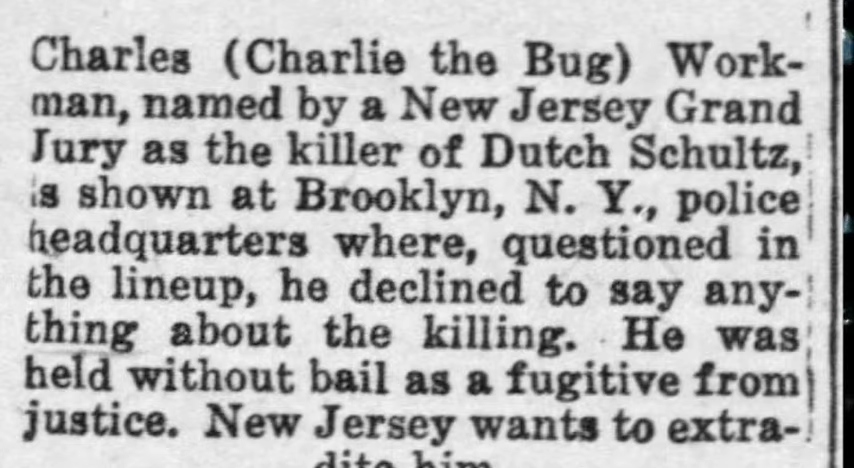 Charles (Charlie the Bug) Work-
man, named by a New Jersey Grand
Jury as the killer of Dutch Schultz,
is shown at Brooklyn, N. Y., police
headquarters where, questioned in
the lineup, he declined to say any-
thing about the killing. He was
held without bail as a fugitive from
justice. New Jersey wants to extra-
dite him.